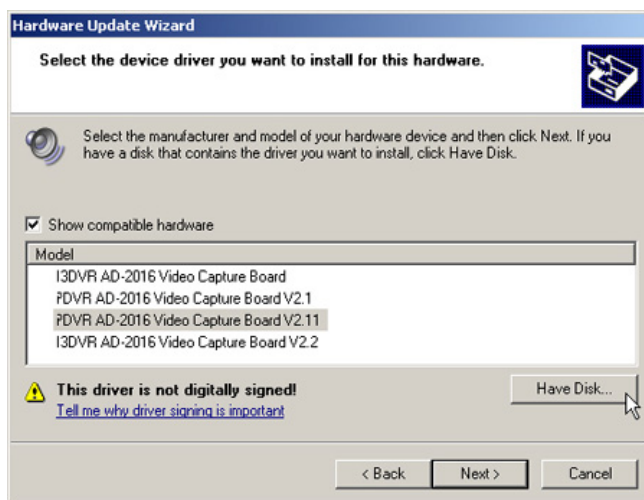 Hardware Update Wizard
Select the device driver you want to install for this hardware.
Select the manufacturer and model of your hardware device and then click Next. If you
have a disk that contains the driver you want to install, click Have Disk.
Show compatible hardware
Model
I3DVR AD-2016 Video Capture Board
PDVR AD-2016 Video Capture Board V2.1
PDVR AD-2016 Video Capture Board V2.11
I3DVR AD-2016 Video Capture Board V2.2
This driver is not digitally signed!
Tell me why driver signing is important
Have Disk...
< Back
Next >
Cancel